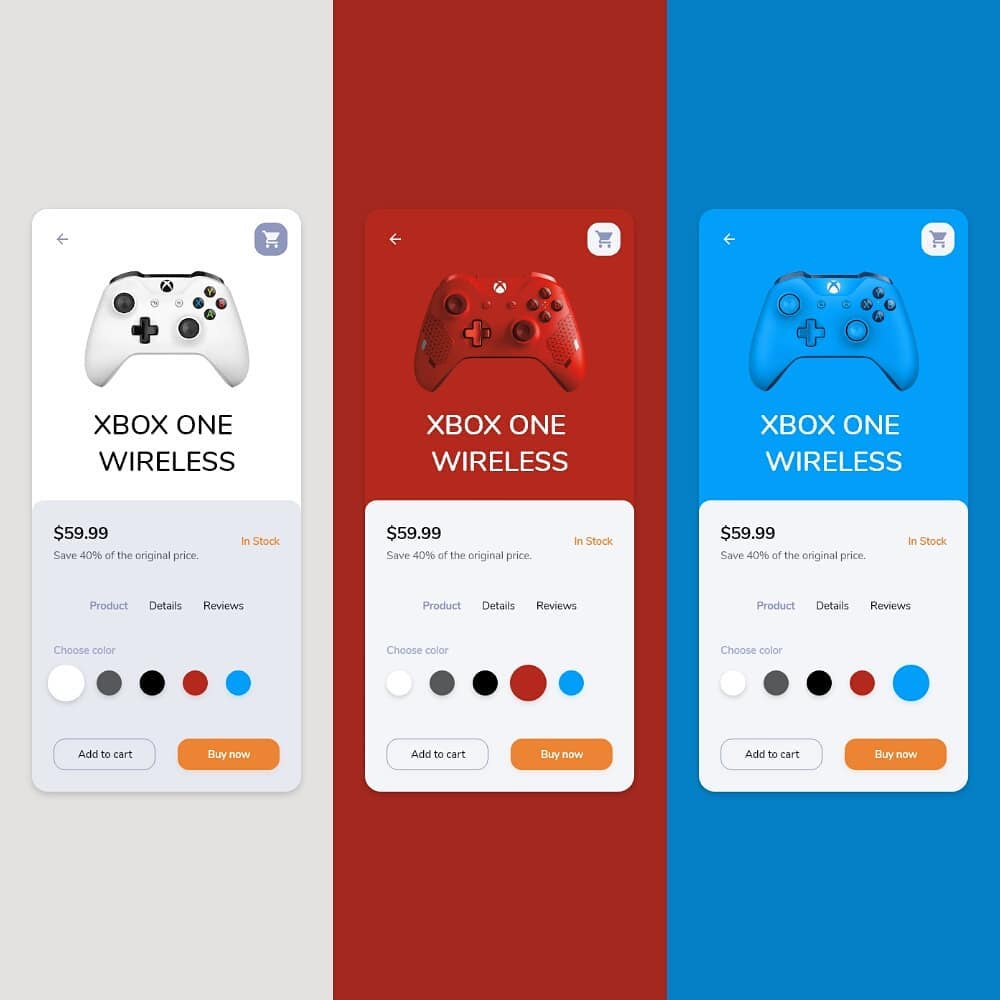 XBOX ONE
WIRELESS
$59.99
Save 40% of the original price.
In Stock
Product Details Reviews
Choose color
Add to cart Buy now
XBOX ONE
WIRELESS
$59.99
Save 40% of the original price.
In Stock
Product Details Reviews
Choose color
Add to cart Buy now
XBOX ONE
WIRELESS
$59.99
Save 40% of the original price.
In Stock
Product Details Reviews
Choose color
Add to cart Buy now